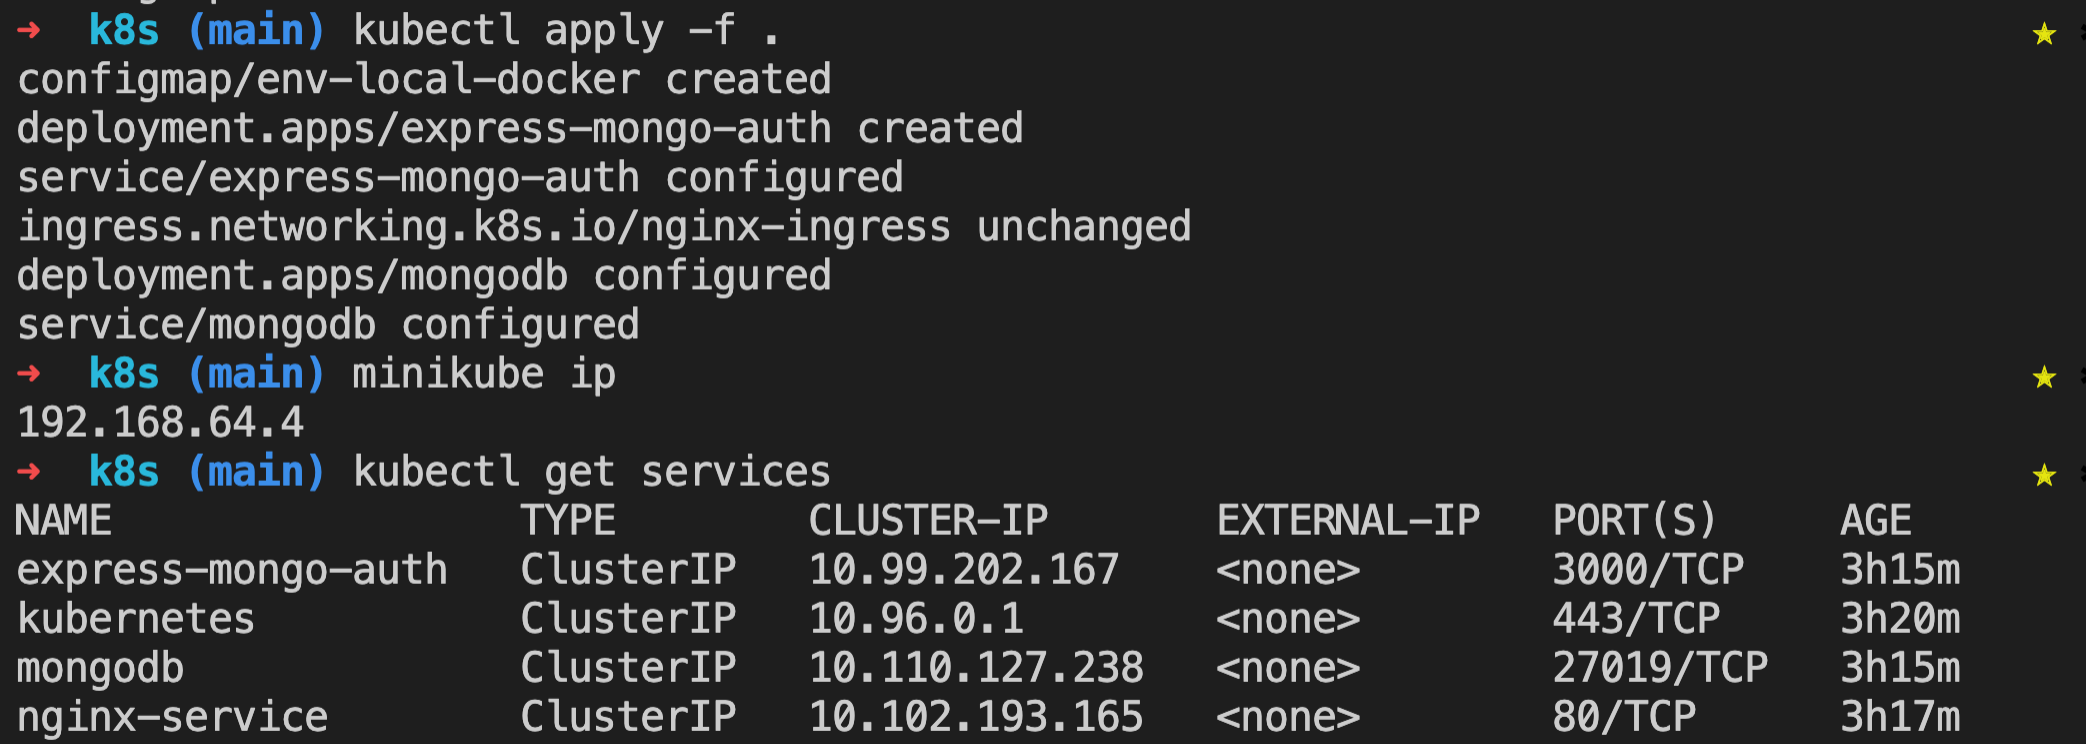 ➜  k8s (main) kubectl apply -f .  ★
configmap/env-local-docker created
deployment.apps/express-mongo-auth created
service/express-mongo-auth configured
ingress.networking.k8s.io/nginx-ingress unchanged
deployment.apps/mongodb configured
service/mongodb configured
➜  k8s (main) minikube ip  ★
192.168.64.4
➜  k8s (main) kubectl get services  ★
NAME                 TYPE        CLUSTER-IP       EXTERNAL-IP   PORT(S)     AGE
express-mongo-auth   ClusterIP   10.99.202.167    <none>        3000/TCP    3h15m
kubernetes           ClusterIP   10.96.0.1        <none>        443/TCP     3h20m
mongodb              ClusterIP   10.110.127.238   <none>        27019/TCP   3h15m
nginx-service        ClusterIP   10.102.193.165   <none>        80/TCP      3h17m